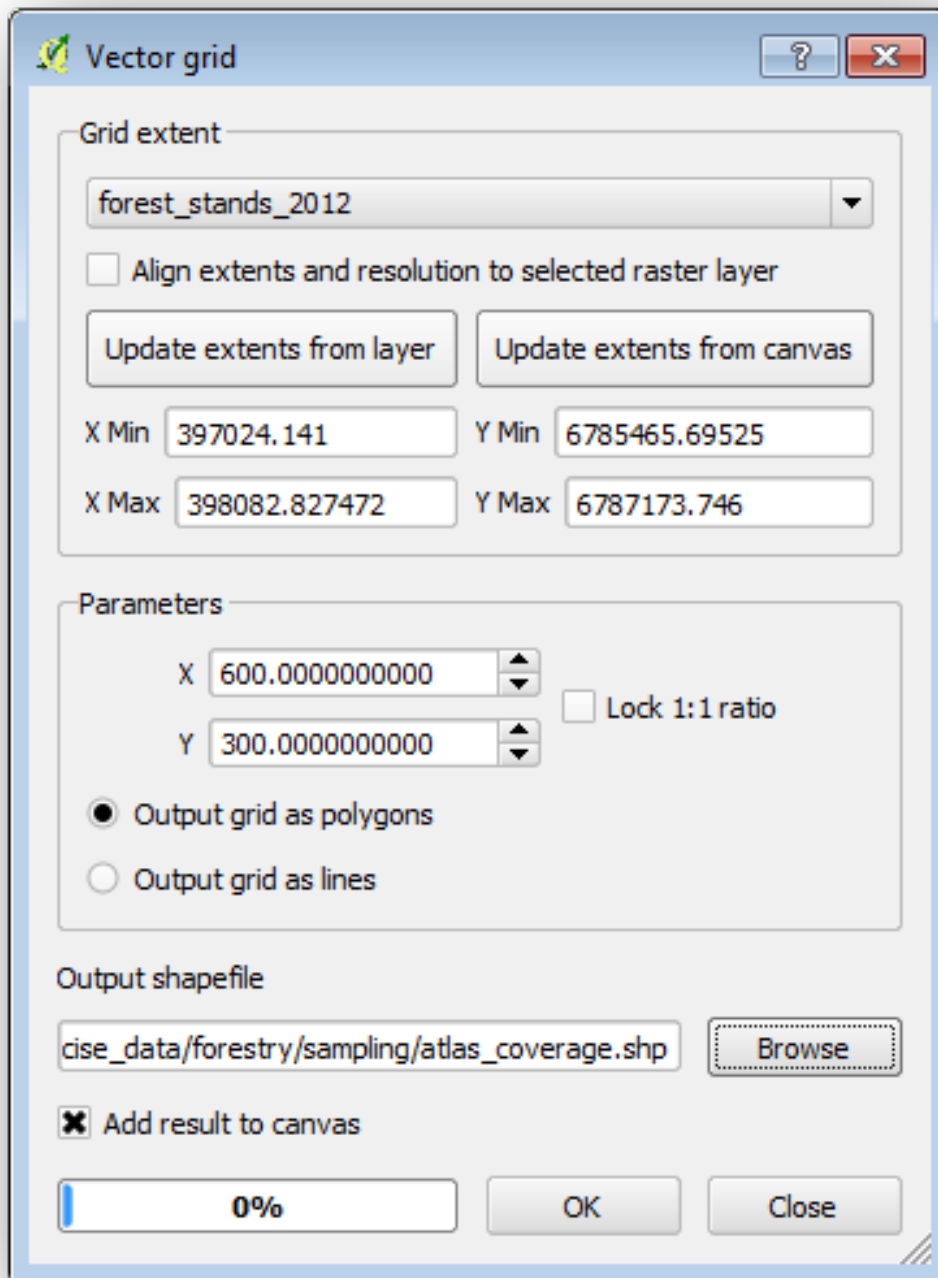 Vector grid
Grid extent
forest_stands_2012
Align extents and resolution to selected raster layer
Update extents from layer Update extents from canvas
X Min 397024.141 Y Min 6785465.69525
X Max 398082.827472 Y Max 6787173.746
Parameters
X 600.0000000000
Lock 1:1 ratio
Y 300.0000000000
Output grid as polygons
Output grid as lines
Output shapefile
cise_data/forestry/sampling/atlas_coverage.shp Browse
Add result to canvas
0% OK Close